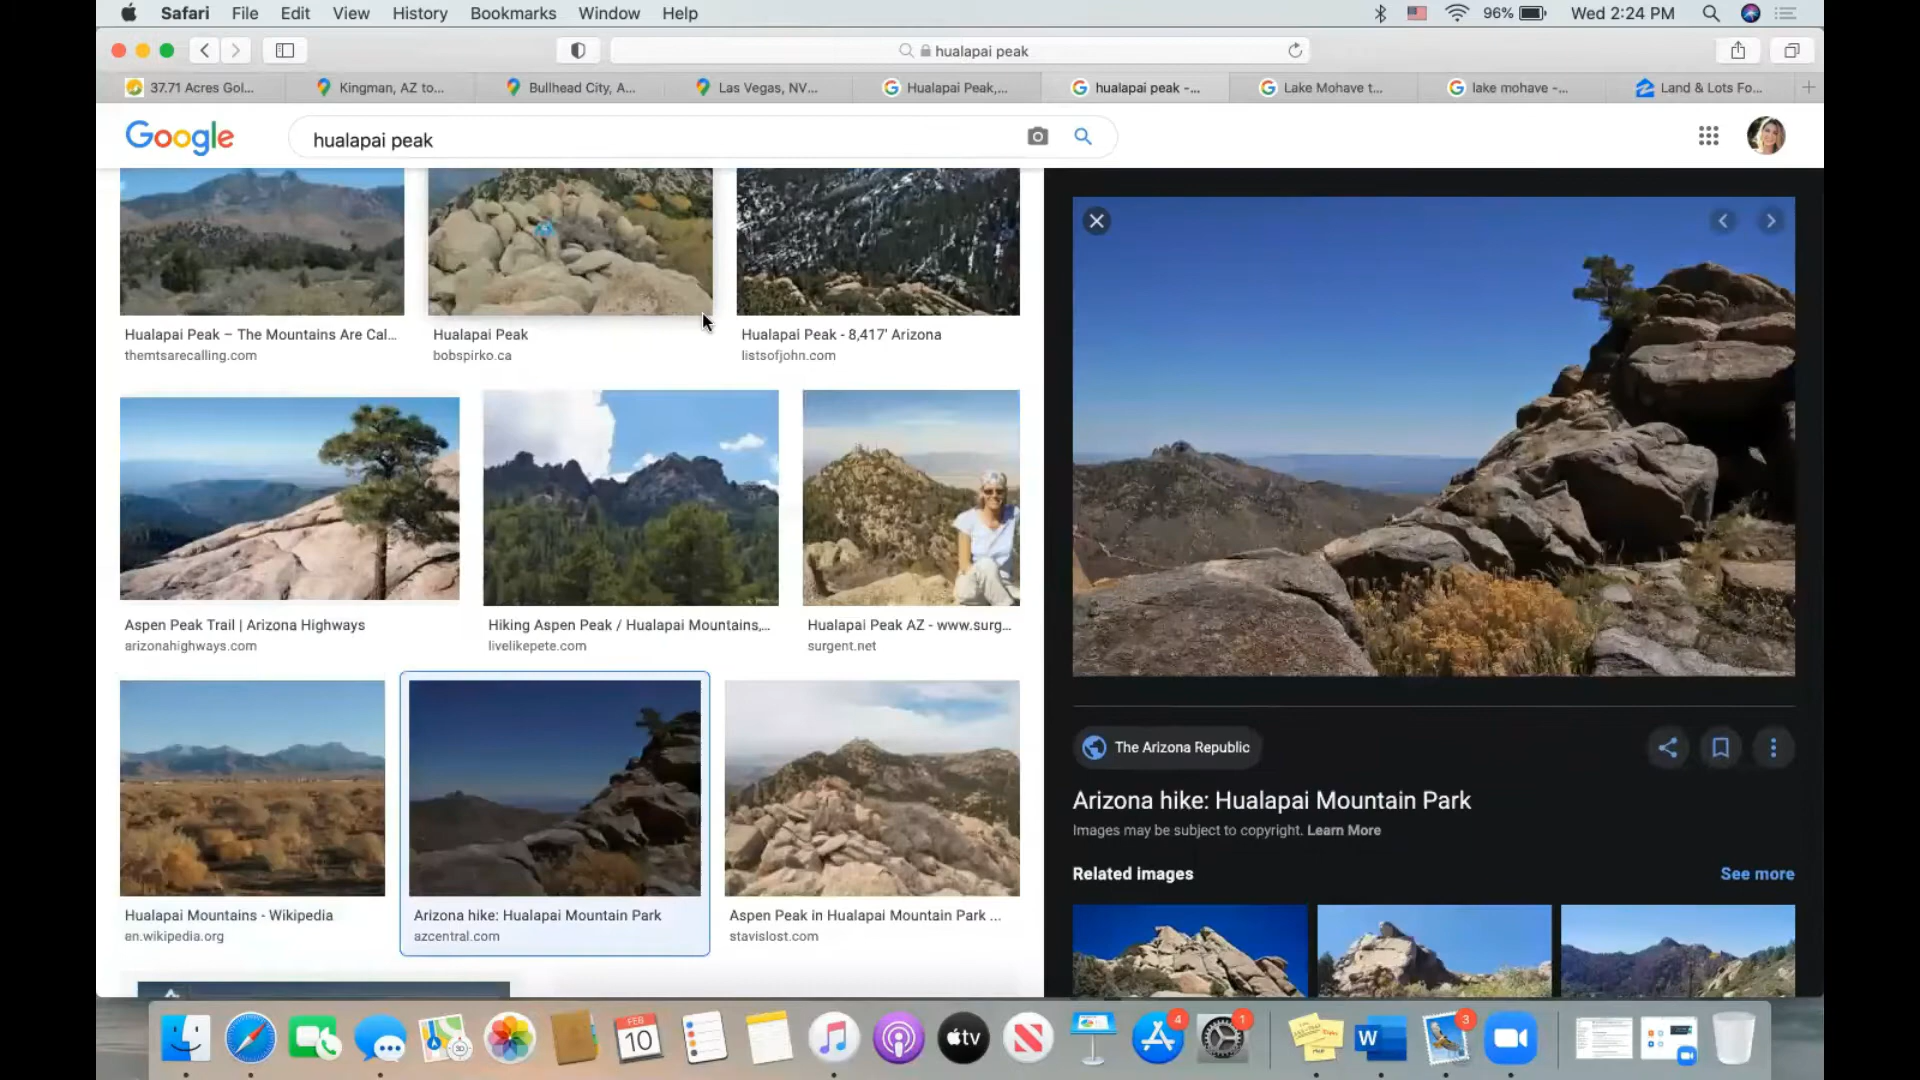 Safari File Edit View History Bookmarks Window Help 96% Wed 2:24 PM
hualapai peak
37.71 Acres Gol... Kingman, AZ to... Bullhead City, A... Las Vegas, NV... Hualapai Peak,... hualapai peak -... Lake Mohave t... lake mohave -... Land & Lots Fo...
Google hualapai peak
Hualapai Peak – The Mountains Are Cal...
themtsarecalling.com
Hualapai Peak
bobspirko.ca
Hualapai Peak - 8,417' Arizona
listsofjohn.com
Aspen Peak Trail | Arizona Highways
arizonahighways.com
Hiking Aspen Peak / Hualapai Mountains,...
livelikepete.com
Hualapai Peak AZ - www.surg...
surgent.net
Hualapai Mountains - Wikipedia
en.wikipedia.org
Arizona hike: Hualapai Mountain Park
azcentral.com
Aspen Peak in Hualapai Mountain Park ...
stavislost.com
The Arizona Republic
Arizona hike: Hualapai Mountain Park
Images may be subject to copyright. Learn More
Related images See more
FEB
10
tv
W
4
1
3